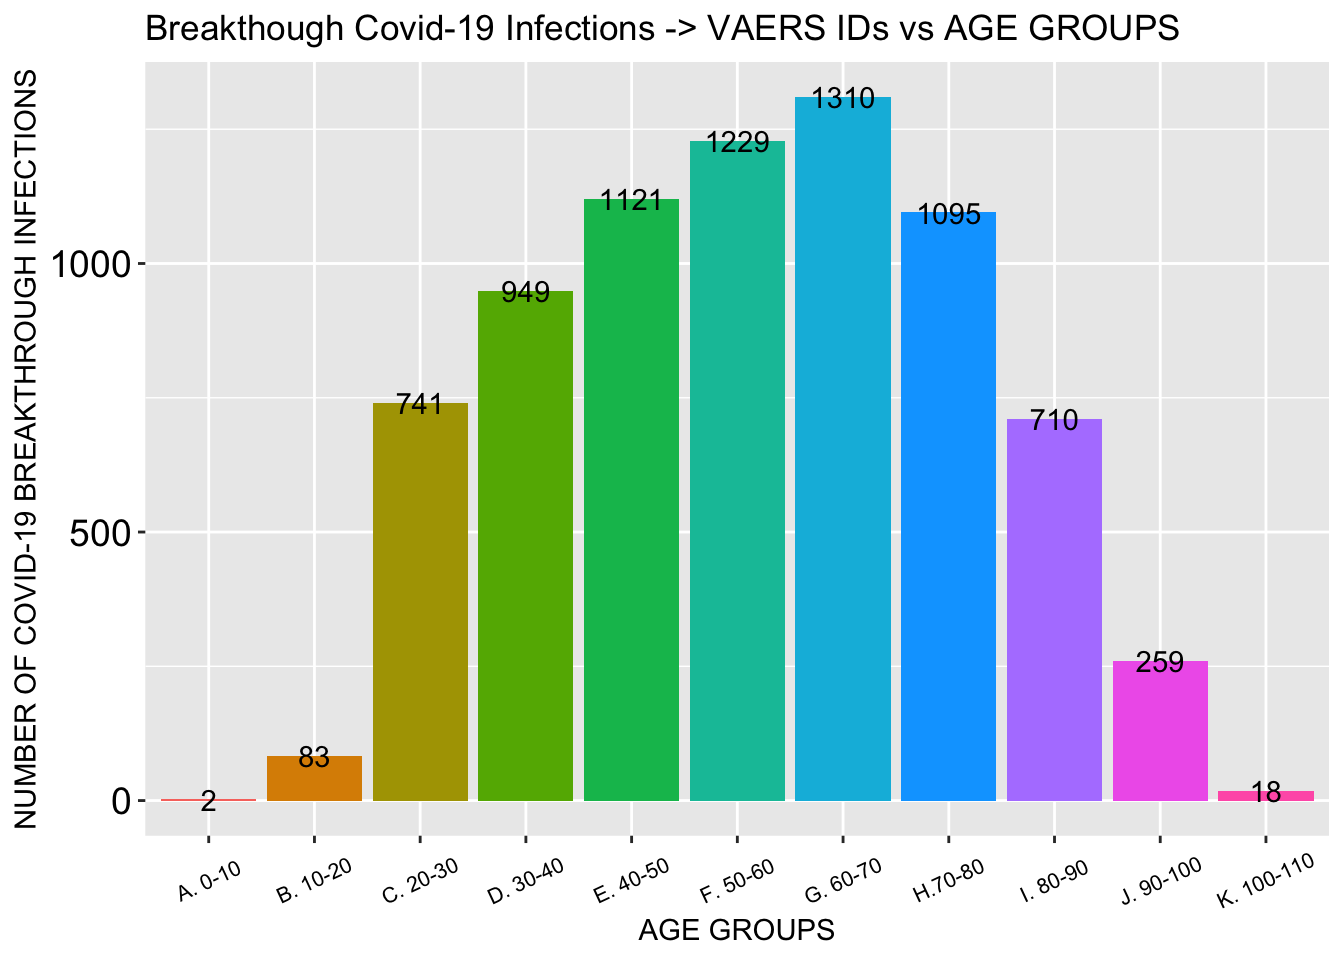 Breakthough Covid-19 Infections -> VAERS IDs vs AGE GROUPS
NUMBER OF COVID-19 BREAKTHROUGH INFECTIONS
1000
500
0
2
83
741
949
1121
1229
1310
1095
710
259
18
A. 0-10
B. 10-20
C. 20-30
D. 30-40
E. 40-50
F. 50-60
G. 60-70
H.70-80
I. 80-90
J. 90-100
K. 100-110
AGE GROUPS